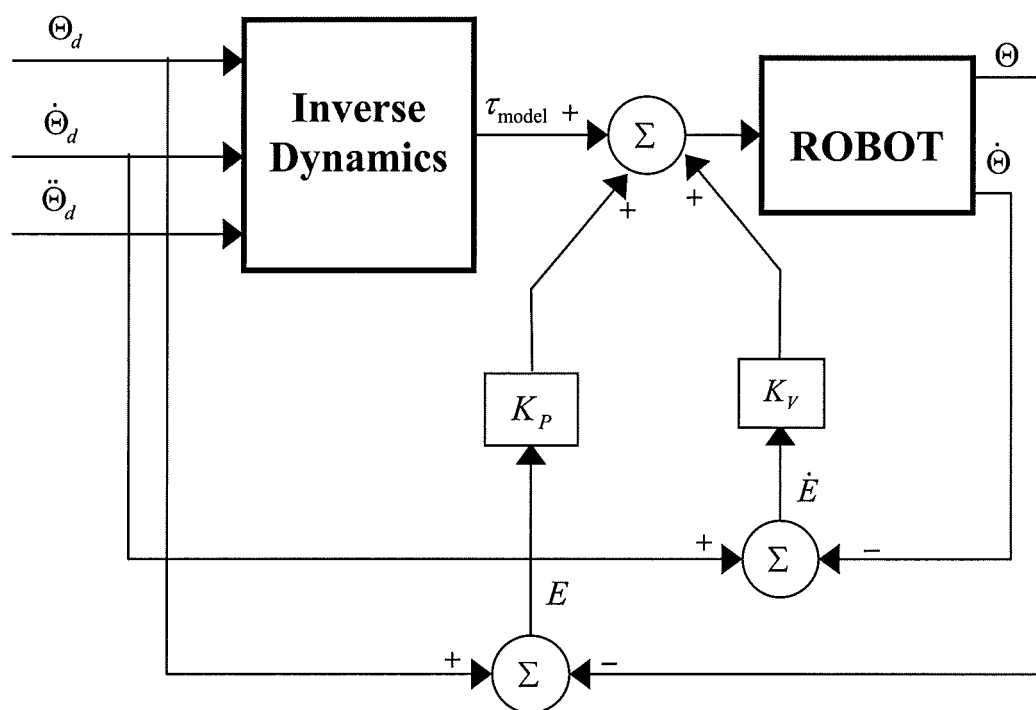 Θ_d
Θ̇_d
Θ̈_d
Inverse
Dynamics
τ_model +
Σ
+
+
ROBOT
Θ
Θ̇
K_P
K_V
Ė
+
Σ
−
E
+
Σ
−